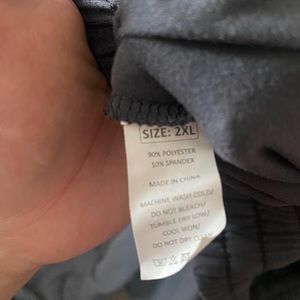 SIZE: 2XL
90% POLYESTER
10% SPANDEX
MADE IN CHINA
MACHINE WASH COLD/
DO NOT BLEACH/
TUMBLE DRY LOW/
COOL IRON/
DO NOT DRY CLEAN